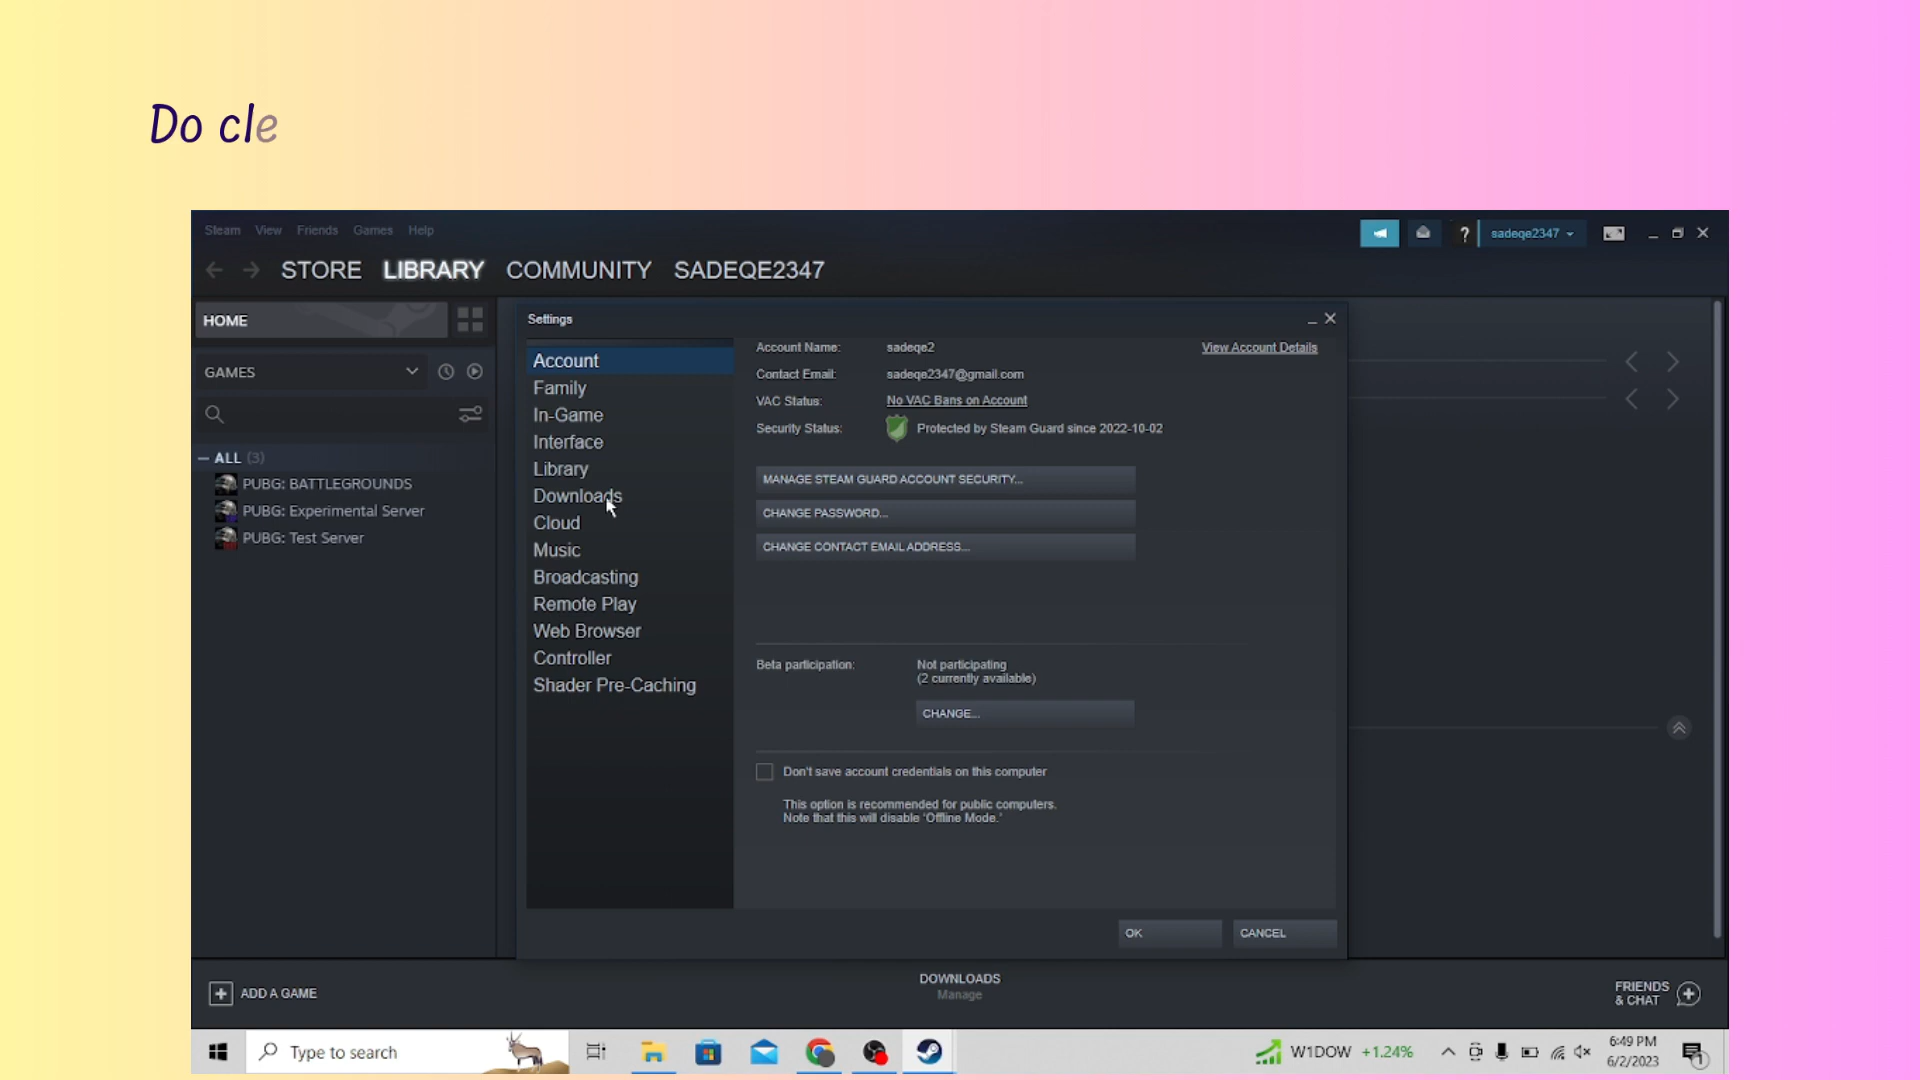 Do cle
Steam View Friends Games Help
sadeqe2347
STORE LIBRARY COMMUNITY SADEQE2347
HOME
GAMES
ALL (3)
PUBG: BATTLEGROUNDS
PUBG: Experimental Server
PUBG: Test Server
Settings
Account
Family
In-Game
Interface
Library
Downloads
Cloud
Music
Broadcasting
Remote Play
Web Browser
Controller
Shader Pre-Caching
Account Name: sadeqe2 View Account Details
Contact Email: sadeqe2347@gmail.com
VAC Status: No VAC Bans on Account
Security Status: Protected by Steam Guard since 2022-10-02
MANAGE STEAM GUARD ACCOUNT SECURITY...
CHANGE PASSWORD...
CHANGE CONTACT EMAIL ADDRESS...
Beta participation: Not participating
(2 currently available)
CHANGE...
Don't save account credentials on this computer
This option is recommended for public computers.
Note that this will disable 'Offline Mode.'
OK CANCEL
ADD A GAME
DOWNLOADS
Manage
FRIENDS
& CHAT
Type to search
W1DOW +1.24%
6:49 PM
6/2/2023
1